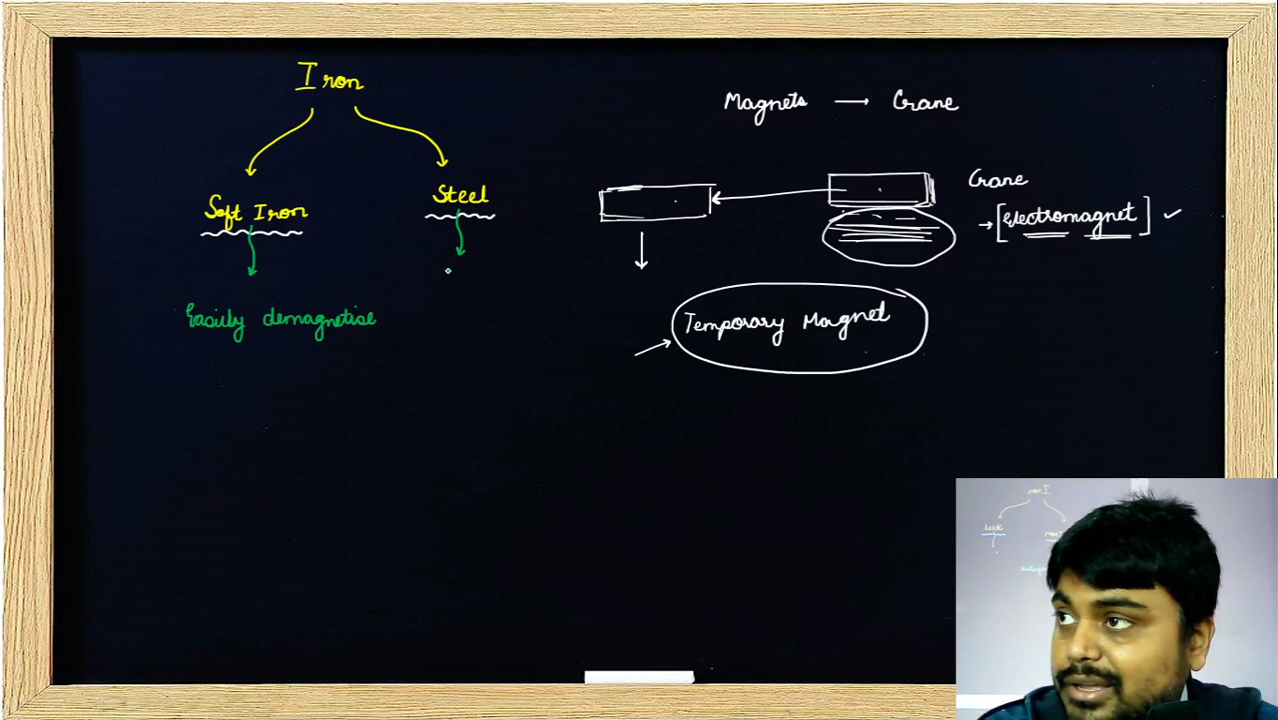 Iron
Soft Iron
Steel
Easily demagnetise
Magnets → Crane
Crane
→ [Electromagnet] ✓
Temporary Magnet